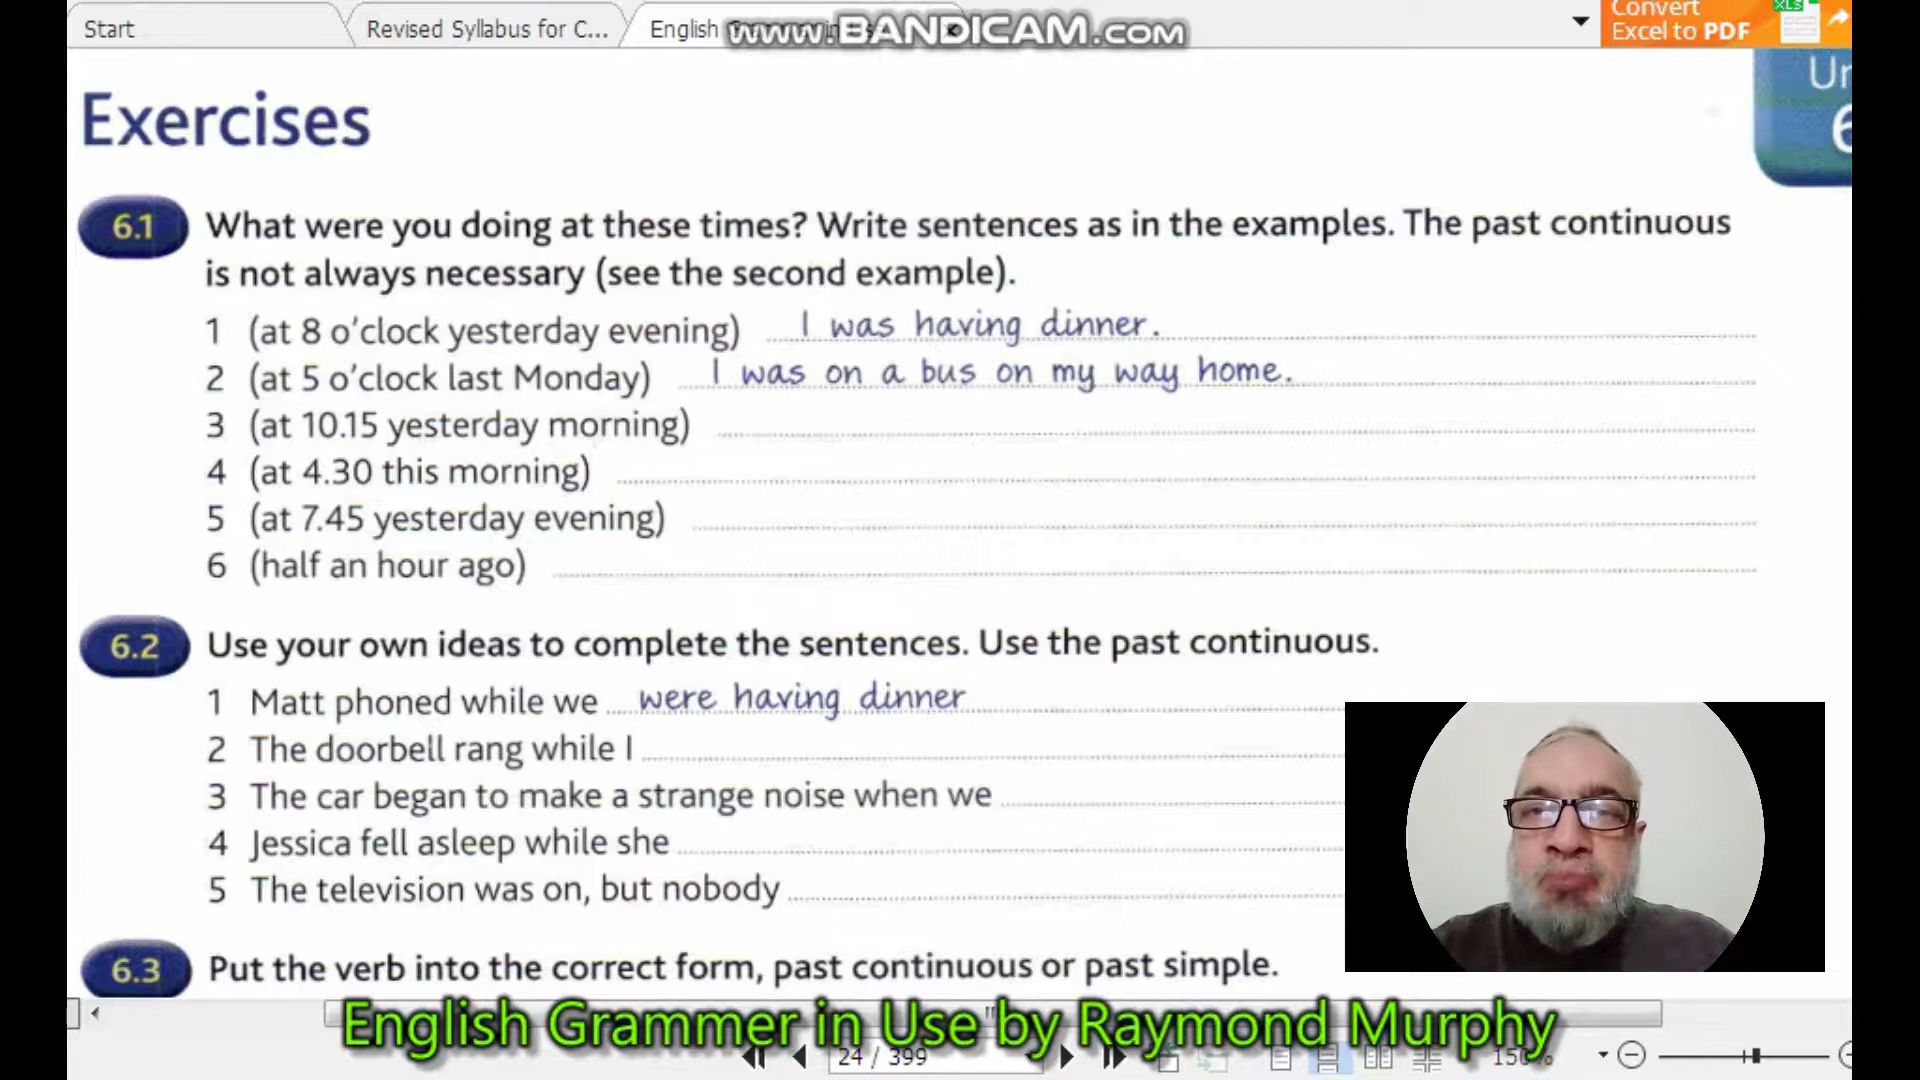 Start
Revised Syllabus for C...
English
www.BANDICAM.com
Convert
Excel to PDF
XLS
Exercises
6.1 What were you doing at these times? Write sentences as in the examples. The past continuous
is not always necessary (see the second example).
1 (at 8 o'clock yesterday evening) I was having dinner.
2 (at 5 o'clock last Monday) I was on a bus on my way home.
3 (at 10.15 yesterday morning)
4 (at 4.30 this morning)
5 (at 7.45 yesterday evening)
6 (half an hour ago)
6.2 Use your own ideas to complete the sentences. Use the past continuous.
1 Matt phoned while we were having dinner
2 The doorbell rang while I
3 The car began to make a strange noise when we
4 Jessica fell asleep while she
5 The television was on, but nobody
6.3 Put the verb into the correct form, past continuous or past simple.
English Grammer in Use by Raymond Murphy
24 / 399
150%